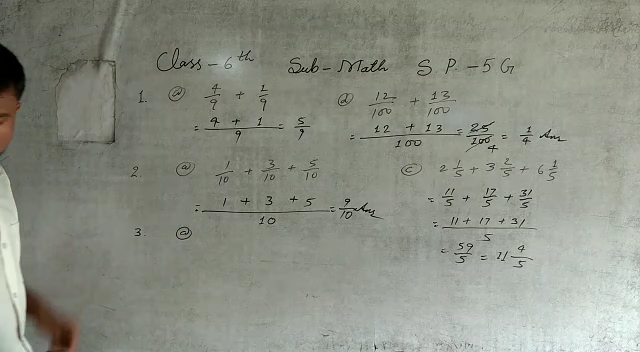 Class-6th Sub-Math S P.-5G
1. (a) 4/9 + 1/9
= 4 + 1/9 = 5/9
(d) 12/100 + 13/100
= 12 + 13/100 = 25/100 4 = 1/4 Ans
2. (a) 1/10 + 3/10 + 5/10
= 1 + 3 + 5/10 = 9/10 Ans
(c) 2 1/5 + 3 2/5 + 6 1/5
= 11/5 + 17/5 + 31/5
= 11 + 17 + 31/5
= 59/5 = 11 4/5
3. (a)